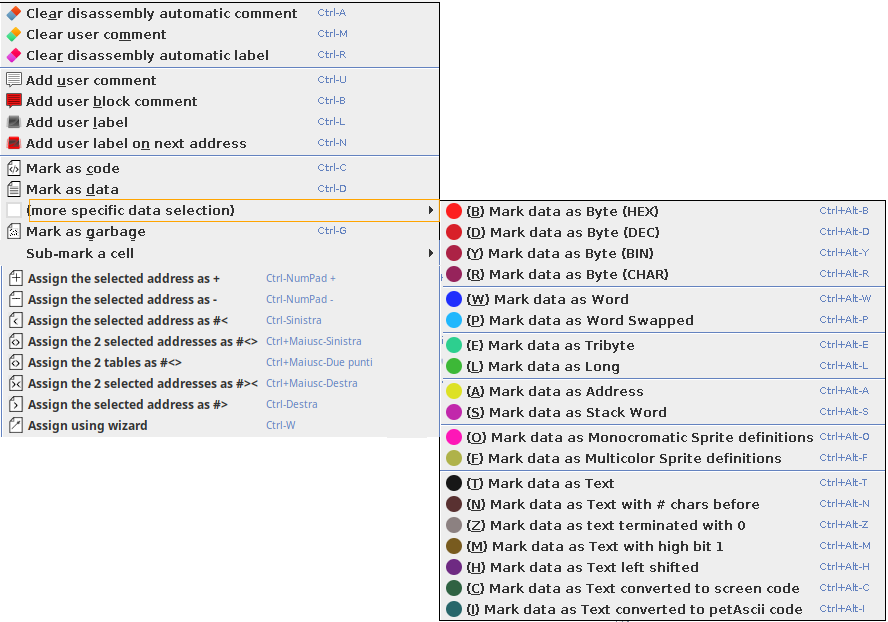 Clear disassembly automatic comment Ctrl-A
Clear user comment Ctrl-M
Clear disassembly automatic label Ctrl-R
Add user comment Ctrl-U
Add user block comment Ctrl-B
Add user label Ctrl-L
Add user label on next address Ctrl-N
Mark as code Ctrl-C
Mark as data Ctrl-D
(more specific data selection)
Mark as garbage Ctrl-G
Sub-mark a cell
Assign the selected address as + Ctrl-NumPad +
Assign the selected address as - Ctrl-NumPad -
Assign the selected address as #< Ctrl-Sinistra
Assign the 2 selected addresses as #<> Ctrl+Maiusc-Sinistra
Assign the 2 tables as #<> Ctrl+Maiusc-Due punti
Assign the 2 selected addresses as #>< Ctrl+Maiusc-Destra
Assign the selected address as #> Ctrl-Destra
Assign using wizard Ctrl-W
(B) Mark data as Byte (HEX) Ctrl+Alt-B
(D) Mark data as Byte (DEC) Ctrl+Alt-D
(Y) Mark data as Byte (BIN) Ctrl+Alt-Y
(R) Mark data as Byte (CHAR) Ctrl+Alt-R
(W) Mark data as Word Ctrl+Alt-W
(P) Mark data as Word Swapped Ctrl+Alt-P
(E) Mark data as Tribyte Ctrl+Alt-E
(L) Mark data as Long Ctrl+Alt-L
(A) Mark data as Address Ctrl+Alt-A
(S) Mark data as Stack Word Ctrl+Alt-S
(O) Mark data as Monocromatic Sprite definitions Ctrl+Alt-O
(F) Mark data as Multicolor Sprite definitions Ctrl+Alt-F
(T) Mark data as Text Ctrl+Alt-T
(N) Mark data as Text with # chars before Ctrl+Alt-N
(Z) Mark data as text terminated with 0 Ctrl+Alt-Z
(M) Mark data as Text with high bit 1 Ctrl+Alt-M
(H) Mark data as Text left shifted Ctrl+Alt-H
(C) Mark data as Text converted to screen code Ctrl+Alt-C
(I) Mark data as Text converted to petAscii code Ctrl+Alt-I